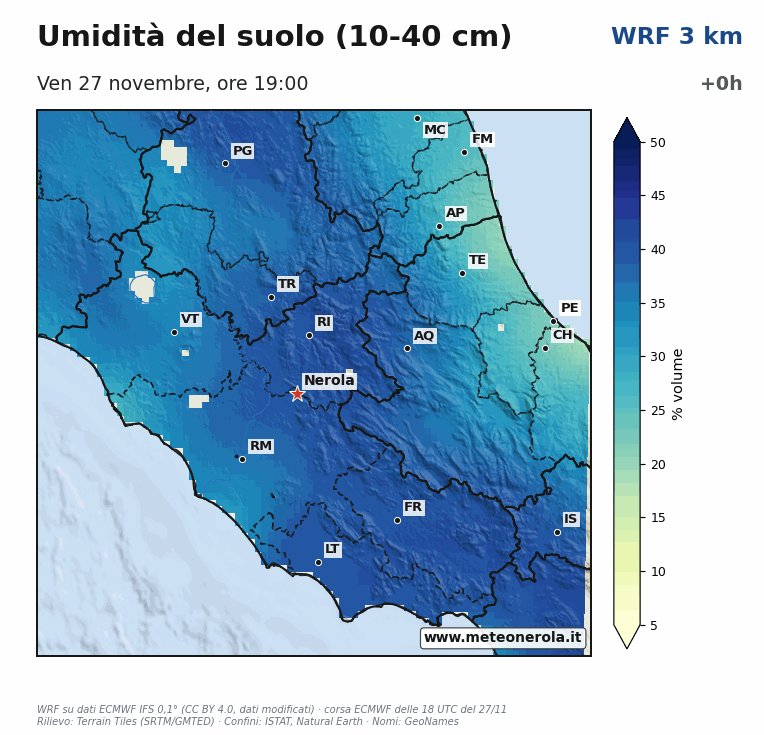 Umidità del suolo (10-40 cm)
WRF 3 km
Ven 27 novembre, ore 19:00
+0h
MC
FM
PG
AP
TE
TR
PE
VT
RI
AQ
CH
Nerola
RM
FR
IS
LT
www.meteonerola.it
50
45
40
35
30
25
20
15
10
5
% volume
WRF su dati ECMWF IFS 0,1° (CC BY 4.0, dati modificati) · corsa ECMWF delle 18 UTC del 27/11
Rilievo: Terrain Tiles (SRTM/GMTED) · Confini: ISTAT, Natural Earth · Nomi: GeoNames